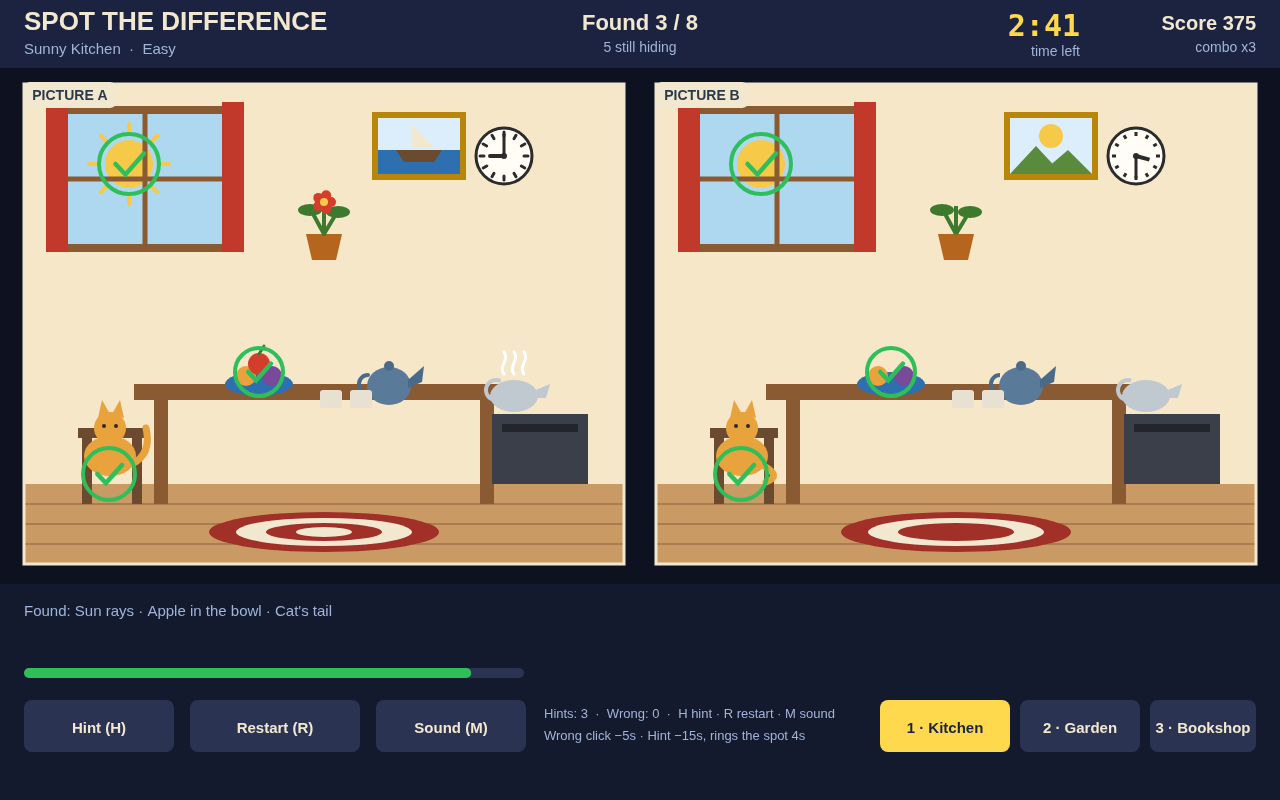 SPOT THE DIFFERENCE
Sunny Kitchen · Easy
Found 3 / 8
5 still hiding
2:41
time left
Score 375
combo x3
PICTURE A
PICTURE B
Found: Sun rays · Apple in the bowl · Cat's tail
Hint (H)
Restart (R)
Sound (M)
Hints: 3 · Wrong: 0 · H hint · R restart · M sound
Wrong click −5s · Hint −15s, rings the spot 4s
1 · Kitchen
2 · Garden
3 · Bookshop